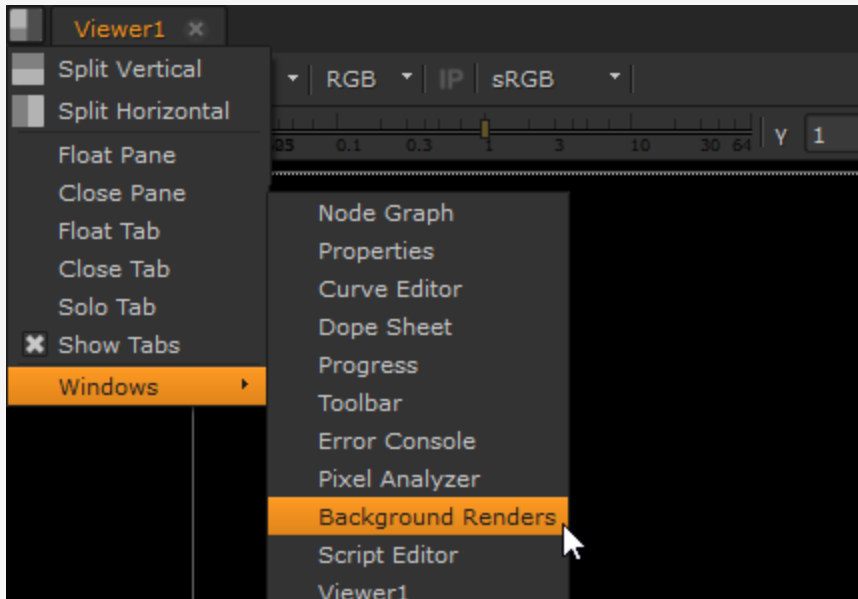 Viewer1
Split Vertical
RGB IP sRGB
Split Horizontal
0.1 0.3 1 3 10 30 64 γ 1
Float Pane
Close Pane
Float Tab
Close Tab
Solo Tab
Show Tabs
Windows
Node Graph
Properties
Curve Editor
Dope Sheet
Progress
Toolbar
Error Console
Pixel Analyzer
Background Renders
Script Editor
Viewer1